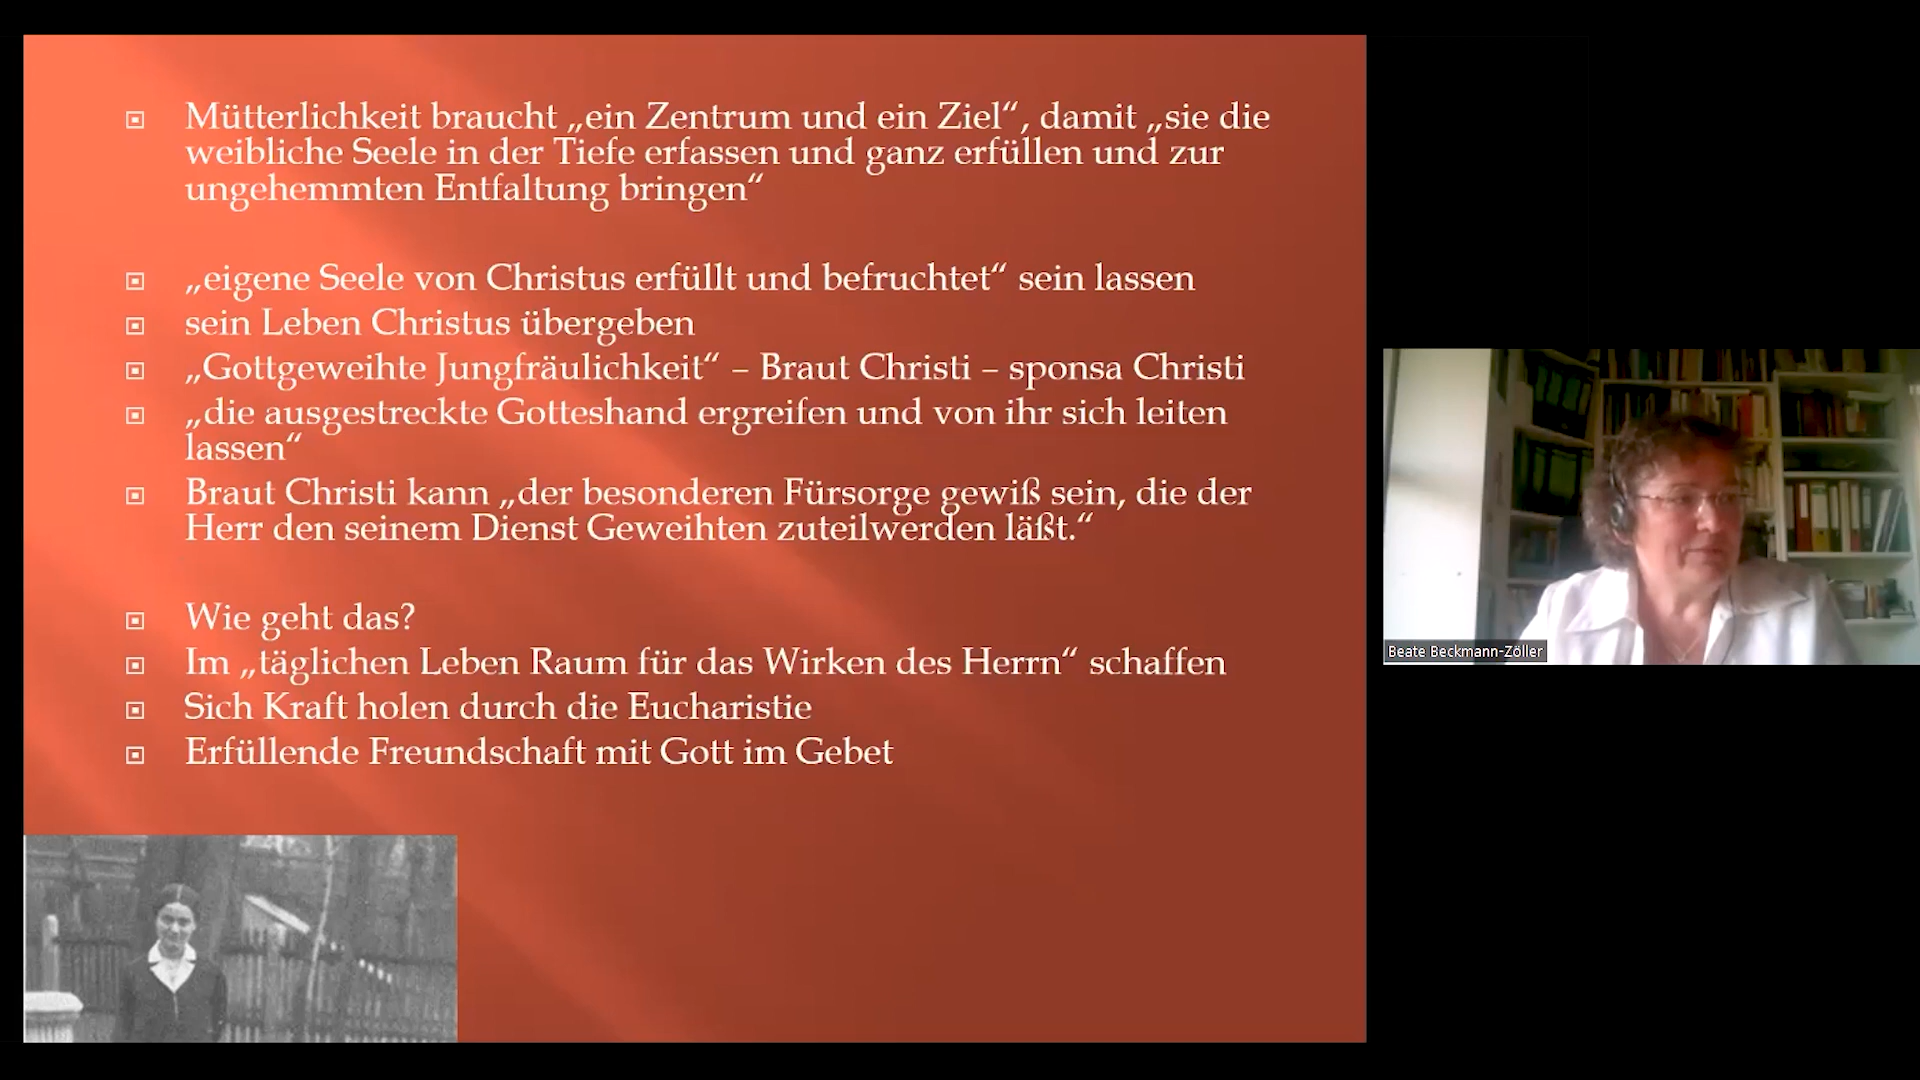 Mütterlichkeit braucht „ein Zentrum und ein Ziel“, damit „sie die
weibliche Seele in der Tiefe erfassen und ganz erfüllen und zur
ungehemmten Entfaltung bringen“
„eigene Seele von Christus erfüllt und befruchtet“ sein lassen
sein Leben Christus übergeben
„Gottgeweihte Jungfräulichkeit“ – Braut Christi – sponsa Christi
„die ausgestreckte Gotteshand ergreifen und von ihr sich leiten
lassen“
Braut Christi kann „der besonderen Fürsorge gewiß sein, die der
Herr den seinem Dienst Geweihten zuteilwerden läßt.“
Wie geht das?
Im „täglichen Leben Raum für das Wirken des Herrn“ schaffen
Sich Kraft holen durch die Eucharistie
Erfüllende Freundschaft mit Gott im Gebet
Beate Beckmann-Zöller